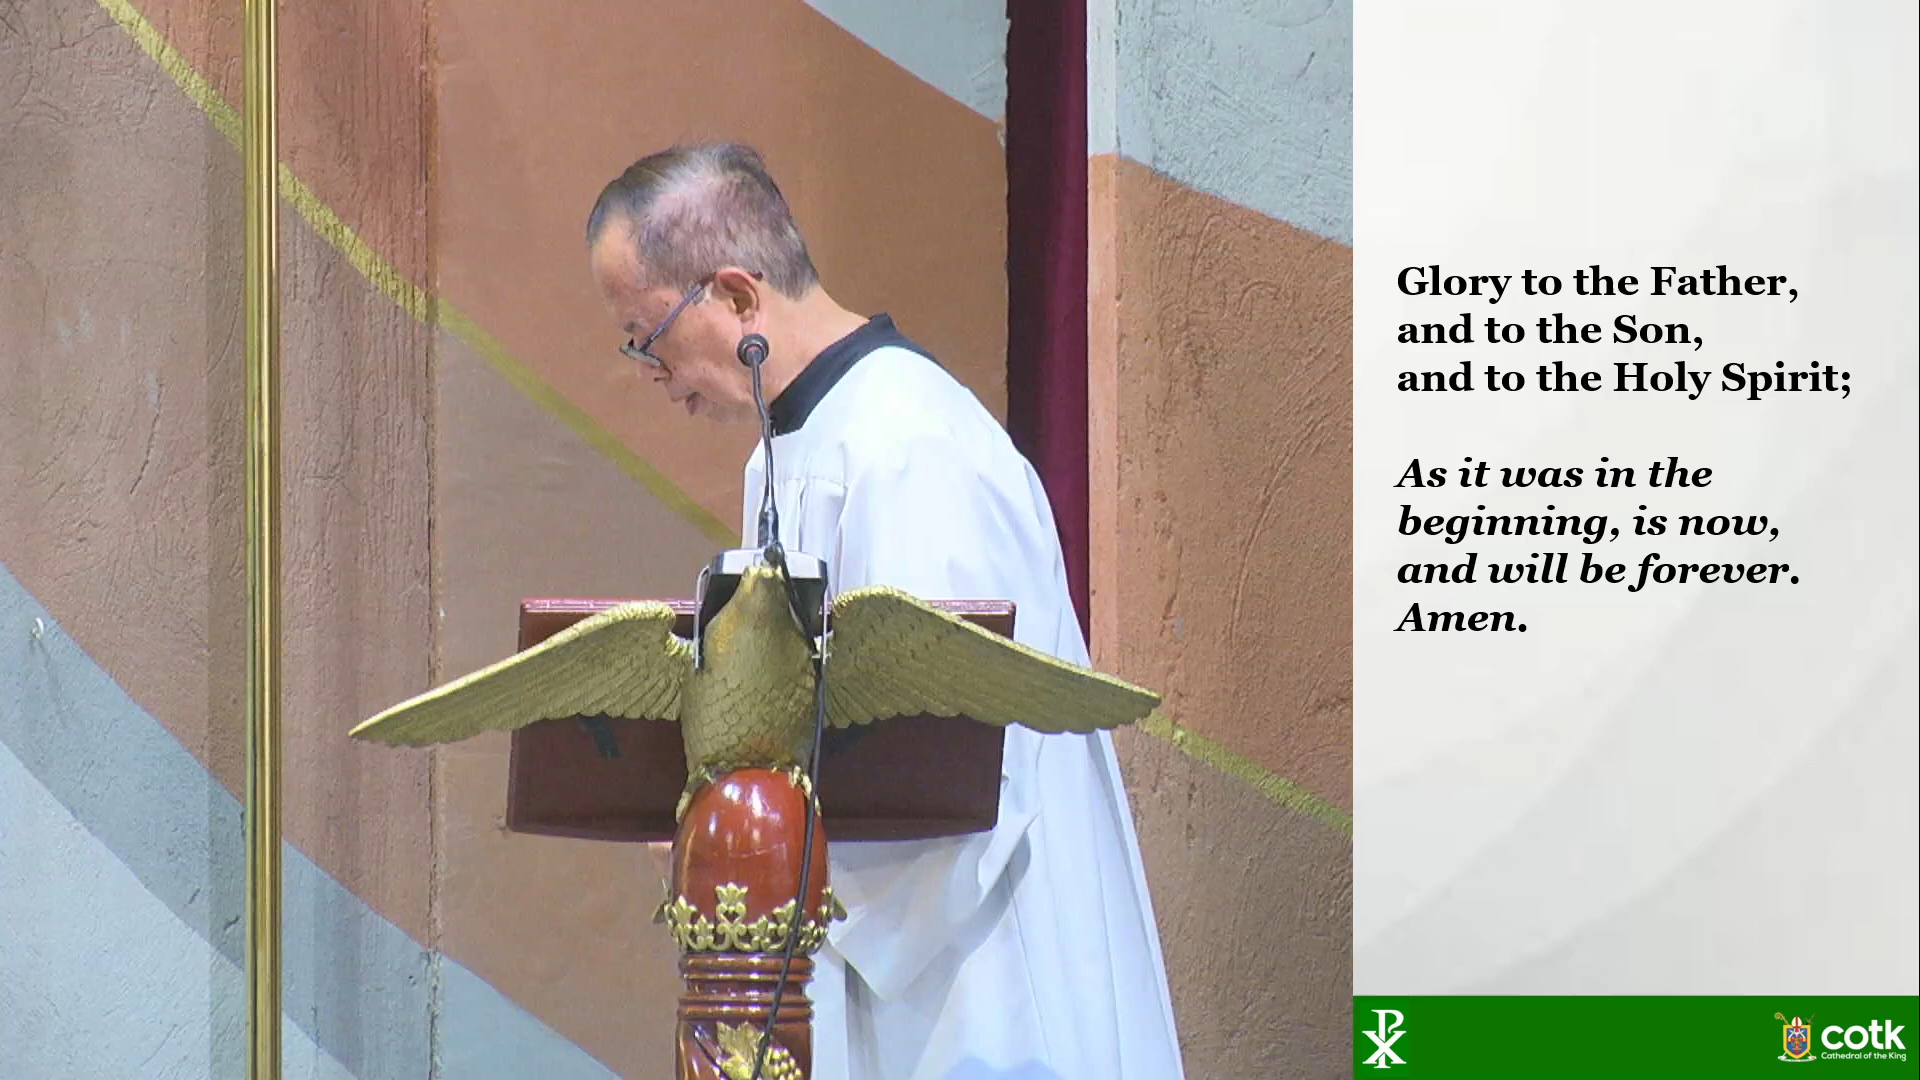 Glory to the Father,
and to the Son,
and to the Holy Spirit;
As it was in the
beginning, is now,
and will be forever.
Amen.
cotk
Cathedral of the King